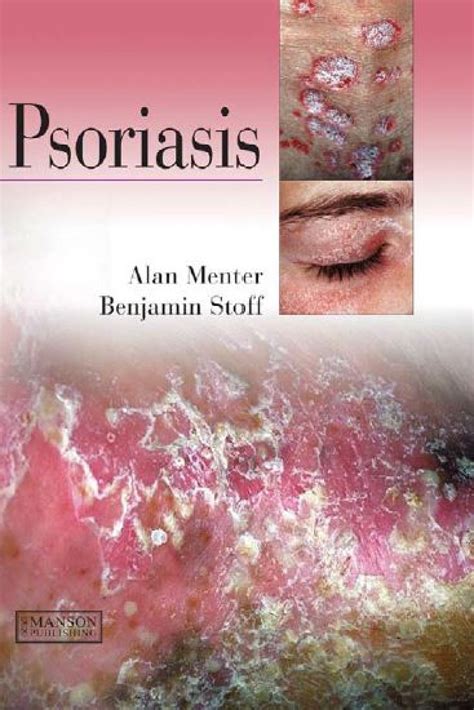 Psoriasis
Alan Menter
Benjamin Stoff
MANSON
PUBLISHING